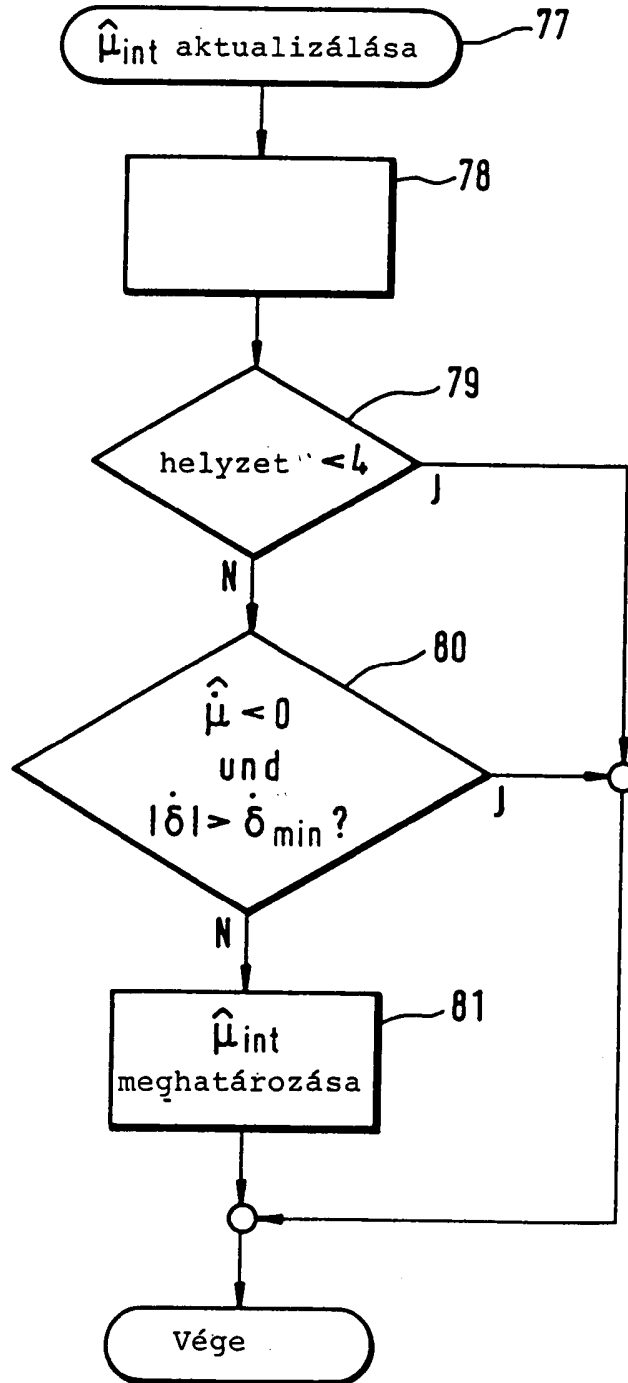 77
μ̂int aktualizálása
78
79
helyzet " < 4
J
N
80
μ̂̇ < 0
und
|δ̇| > δ̇min ?
J
N
81
μ̂int
meghatározása
Vége